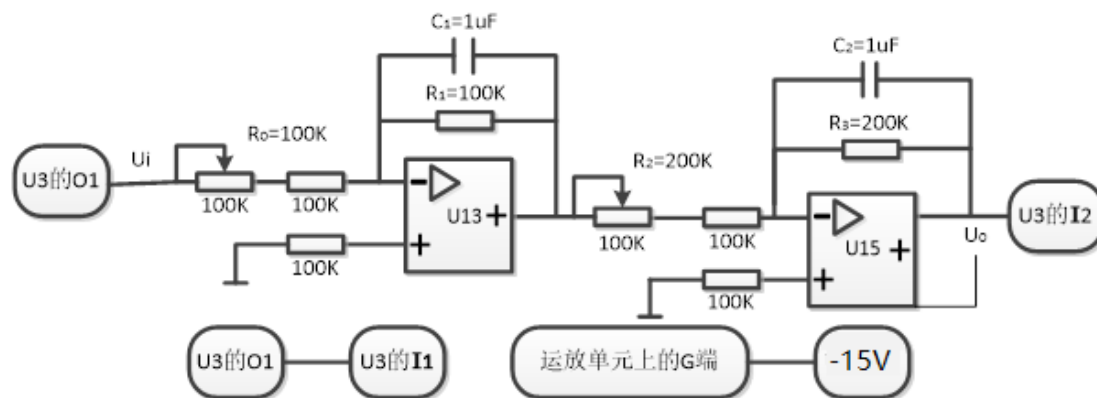 C₁=1uF
C₂=1uF
R₁=100K
R₃=200K
R₀=100K
R₂=200K
U3的O1
Ui
100K
100K
U13
100K
100K
U15
Uo
U3的I2
100K
100K
U3的O1
U3的I1
运放单元上的G端
-15V